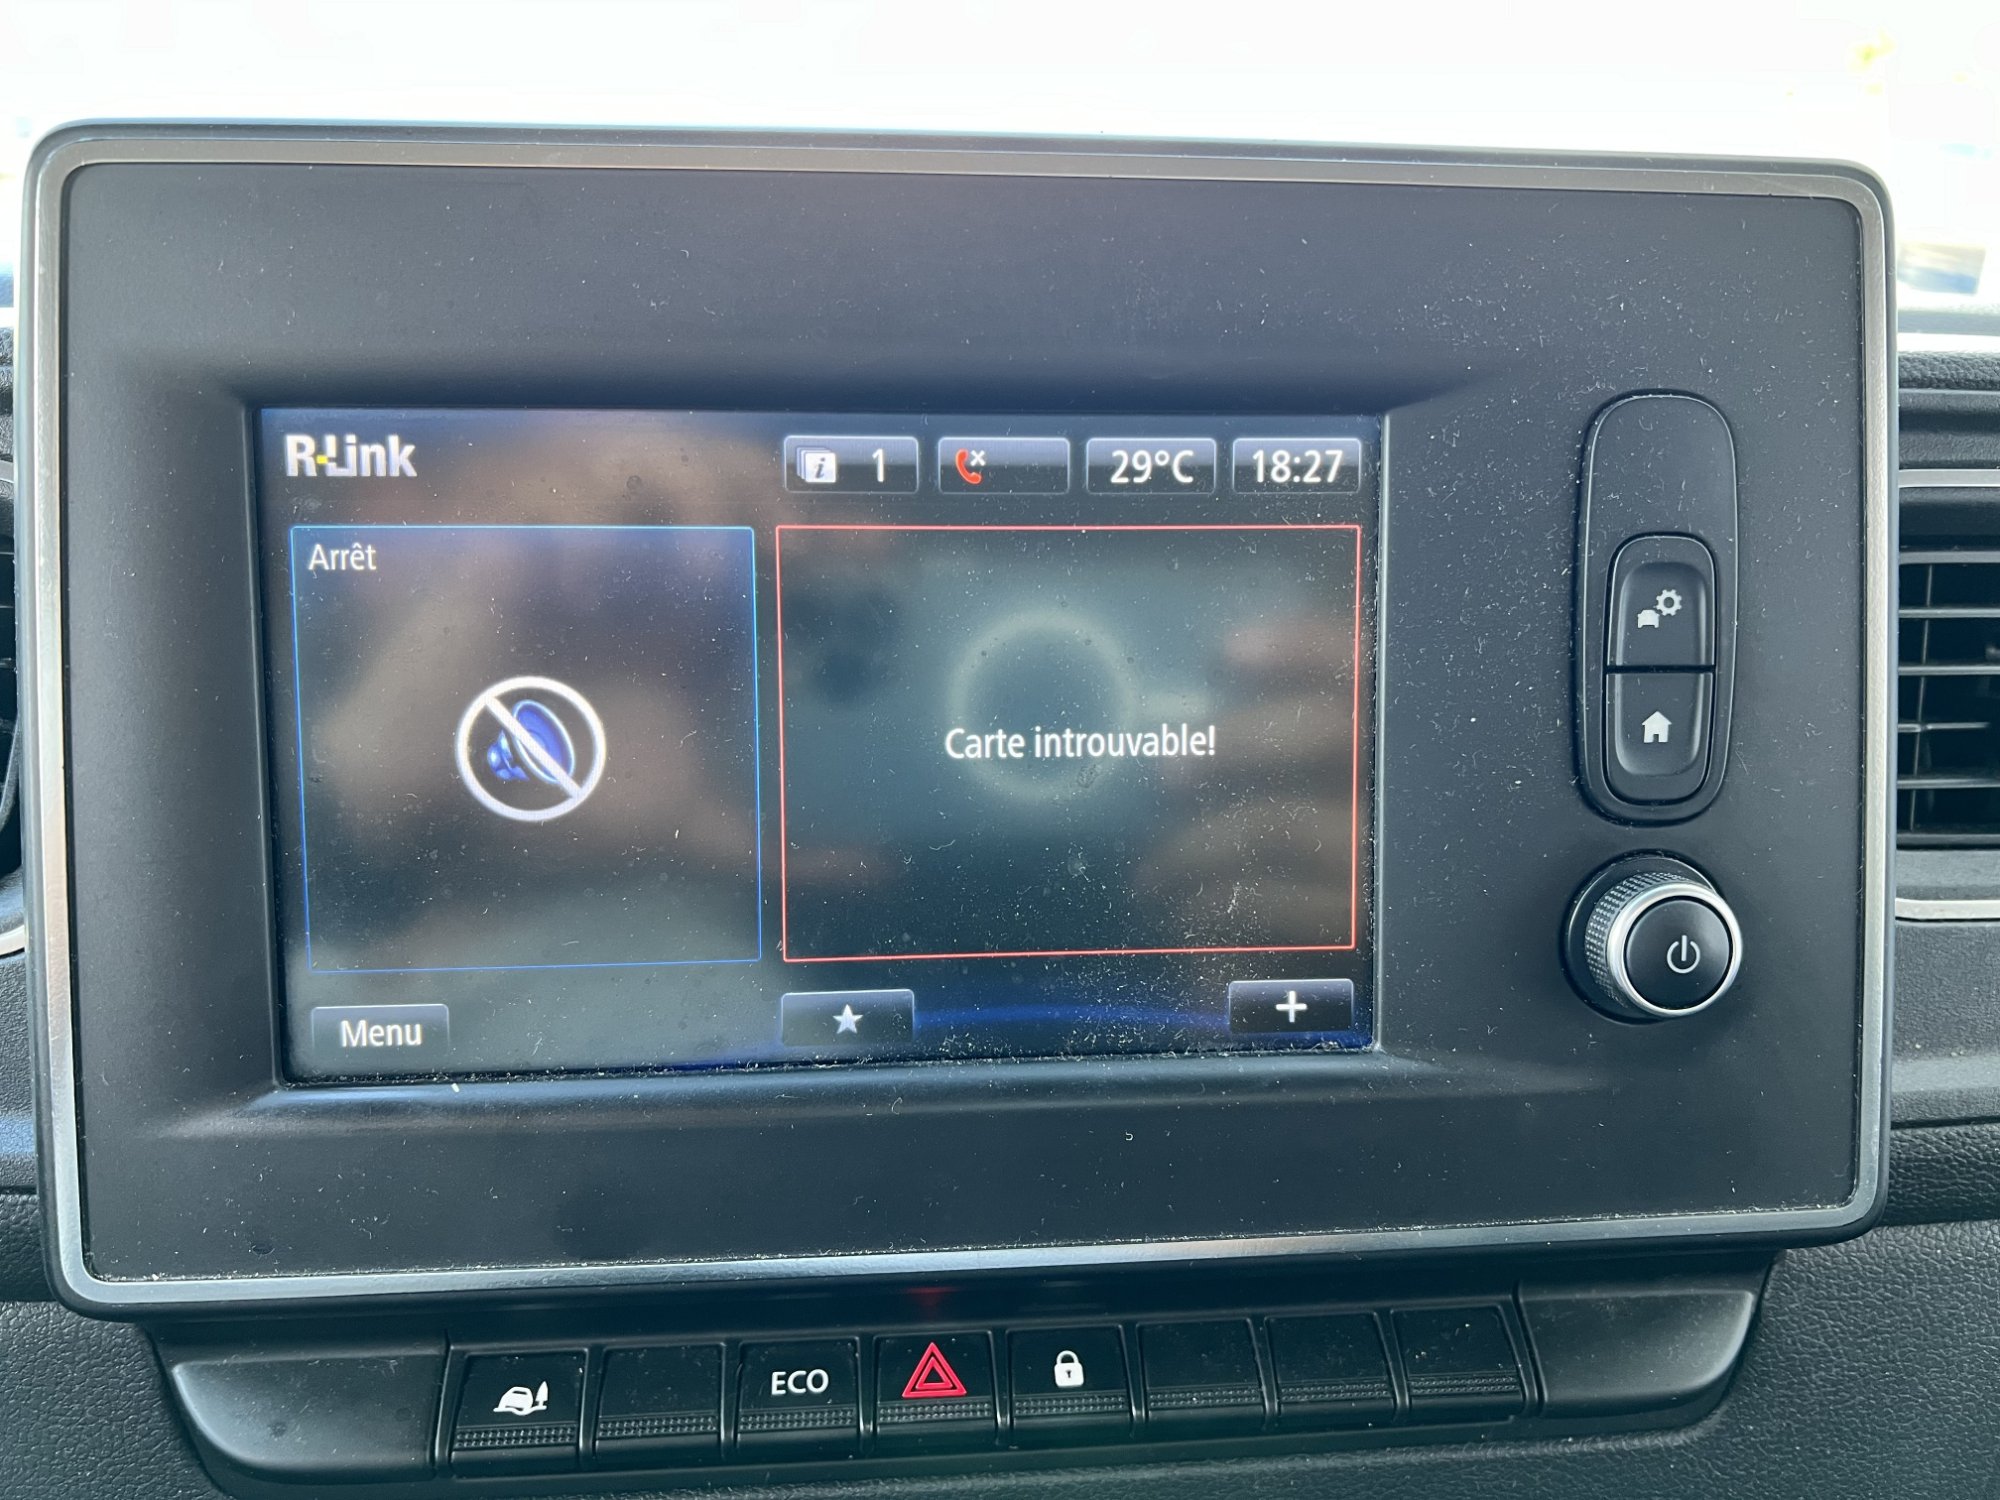 R-Link
1
29°C
18:27
Arrêt
Carte introuvable!
Menu
ECO